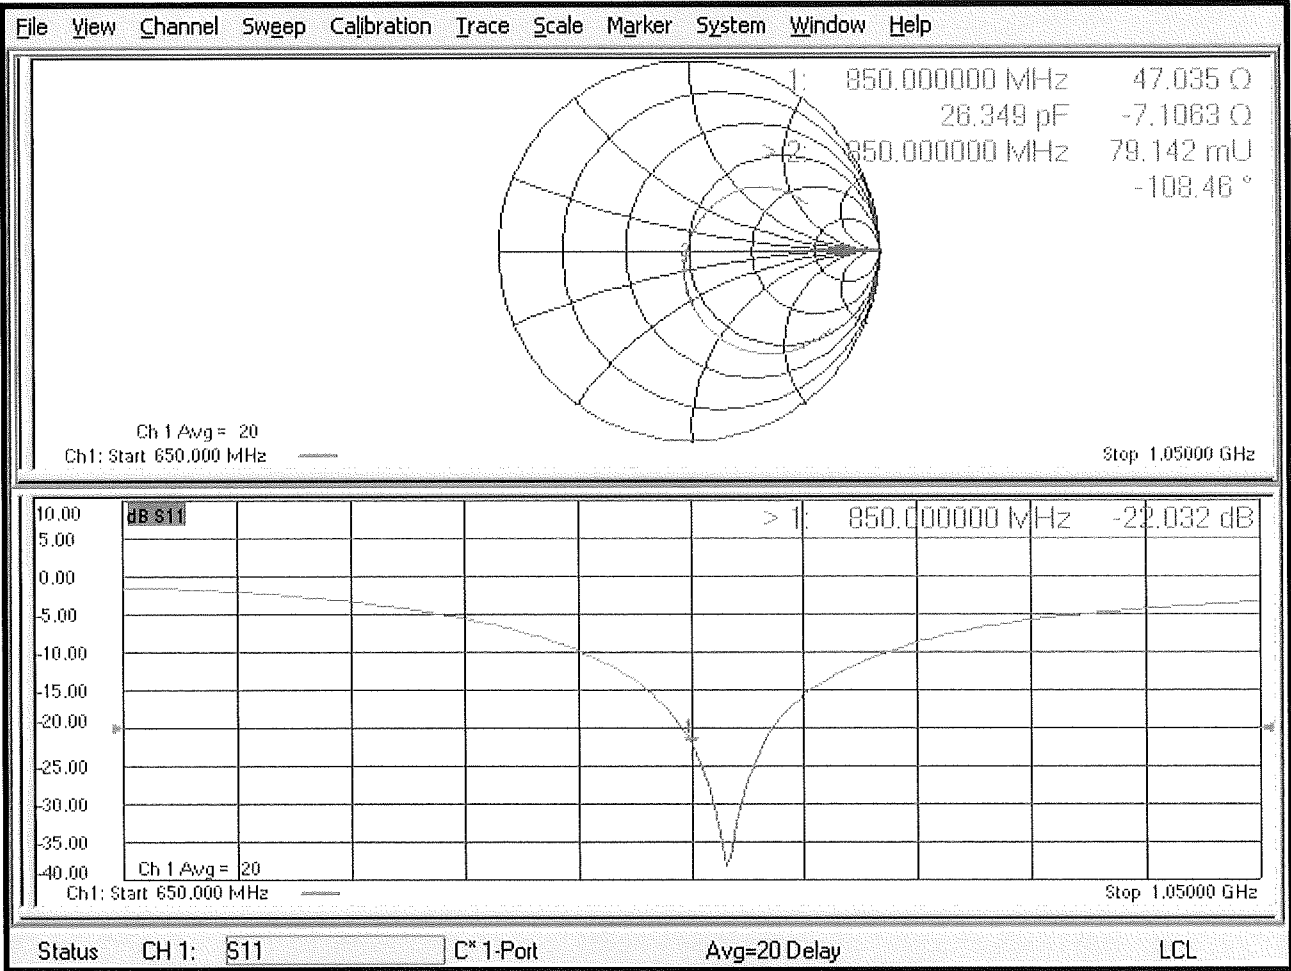 File View Channel Sweep Calibration Trace Scale Marker System Window Help
1: 850.000000 MHz 47.035 Ω
26.349 pF -7.1063 Ω
> 2: 850.000000 MHz 79.142 mU
-108.46 °
Ch 1 Avg = 20
Ch1: Start 650.000 MHz Stop 1.05000 GHz
10.00 dB S11 > 1: 850.000000 MHz -22.032 dB
5.00
0.00
-5.00
-10.00
-15.00
-20.00
1
-25.00
-30.00
-35.00
-40.00 Ch 1 Avg = 20
Ch1: Start 650.000 MHz Stop 1.05000 GHz
Status CH 1: S11 C* 1-Port Avg=20 Delay LCL